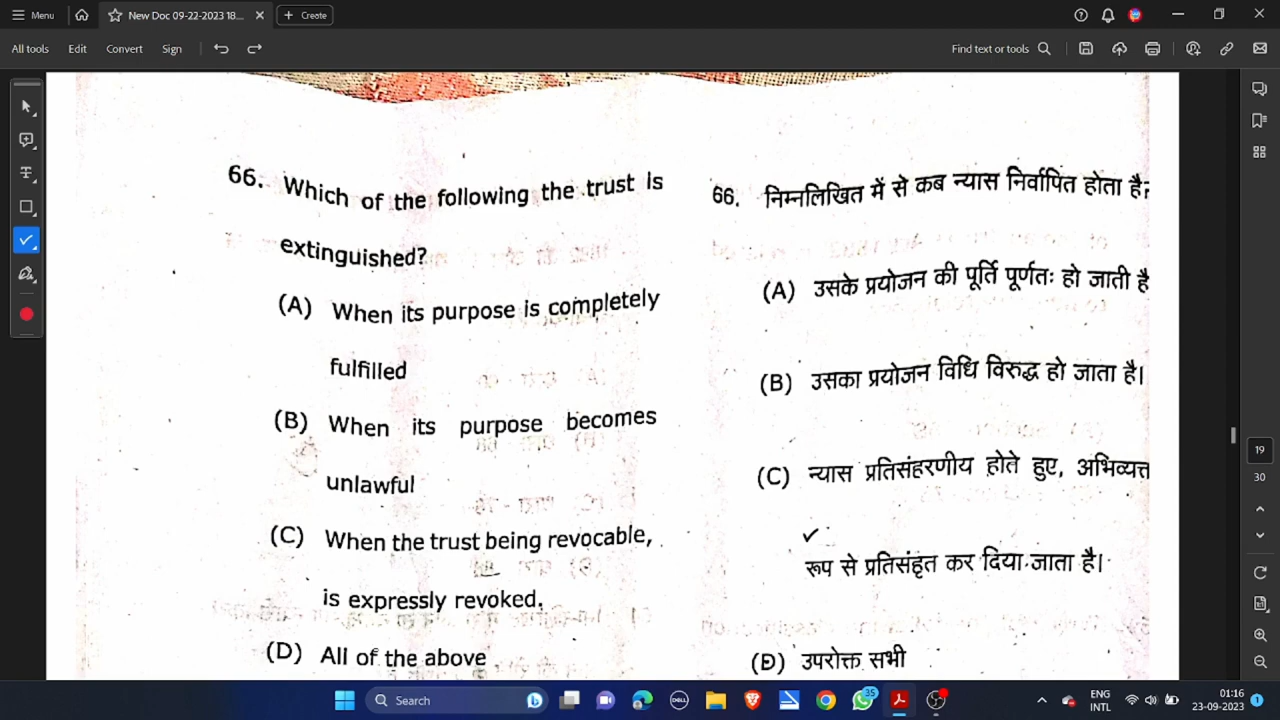 Menu
New Doc 09-22-2023 18...
Create
All tools
Edit
Convert
Sign
Find text or tools
66. Which of the following the trust is
extinguished?
(A) When its purpose is completely
fulfilled
(B) When its purpose becomes
unlawful
(C) When the trust being revocable,
is expressly revoked.
(D) All of the above
66. निम्नलिखित में से कब न्यास निर्वापित होता है?
(A) उसके प्रयोजन की पूर्ति पूर्णतः हो जाती है
(B) उसका प्रयोजन विधि विरुद्ध हो जाता है।
(C) न्यास प्रतिसंहरणीय होते हुए,
रूप से प्रतिसंहृत कर दिया जाता है।
(D) उपरोक्त सभी
19
30
Search
DELL
35
ENG
INTL
01:16
23-09-2023
1